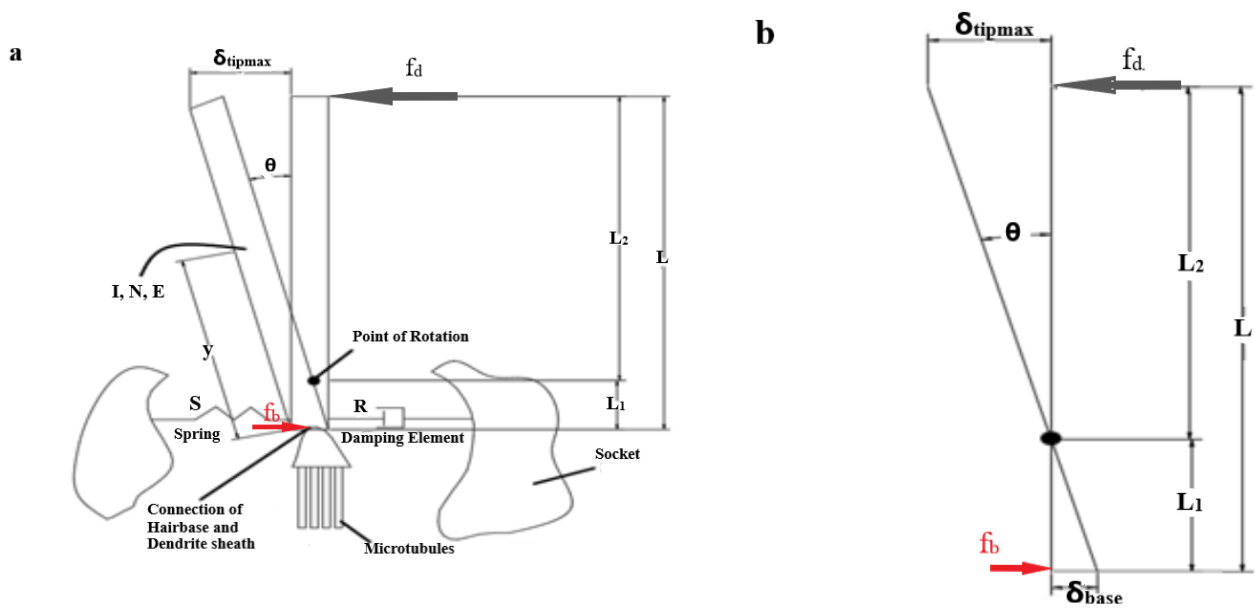 a
δtipmax
fd
θ
L2
L
I, N, E
Point of Rotation
y
S
fb
R
L1
Spring
Damping Element
Socket
Connection of
Hairbase and
Dendrite sheath
Microtubules
b
δtipmax
fd.
θ
L2
L
L1
fb
δbase